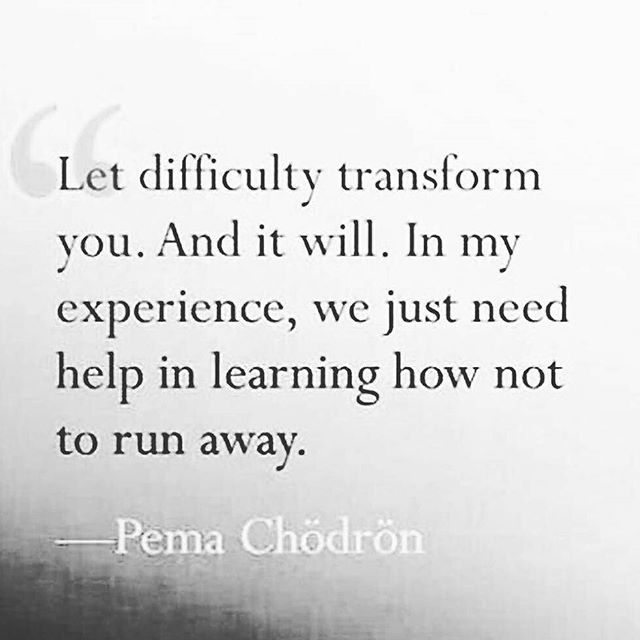 “
Let difficulty transform
you. And it will. In my
experience, we just need
help in learning how not
to run away.
—Pema Chödrön